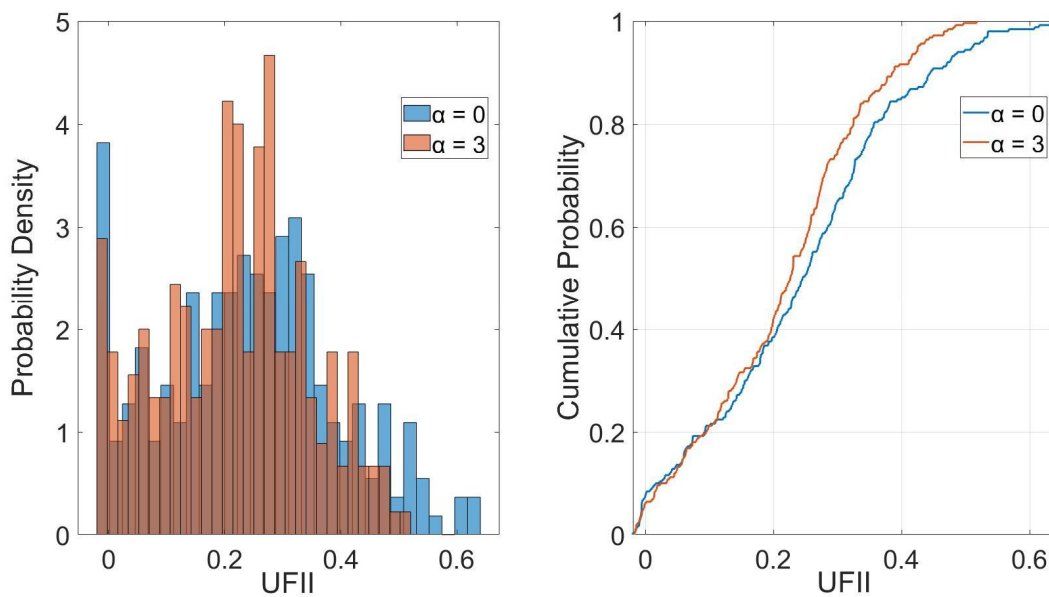 5
4
3
2
1
0
Probability Density
0
0.2
0.4
0.6
UFII
α = 0
α = 3
1
0.8
0.6
0.4
0.2
0
Cumulative Probability
0
0.2
0.4
0.6
UFII
α = 0
α = 3